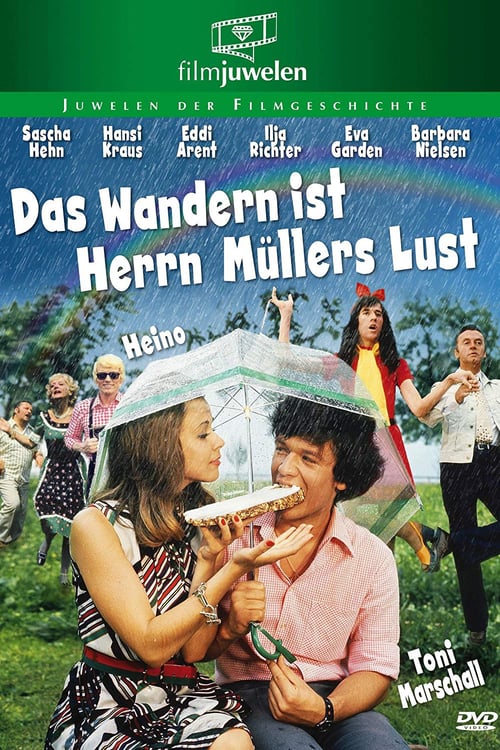 filmjuwelen
JUWELEN DER FILMGESCHICHTE
Sascha Hehn
Hansi Kraus
Eddi Arent
Ilja Richter
Eva Garden
Barbara Nielsen
Das Wandern ist
Herrn Müllers Lust
Heino
Toni
Marschall
DVD
VIDEO